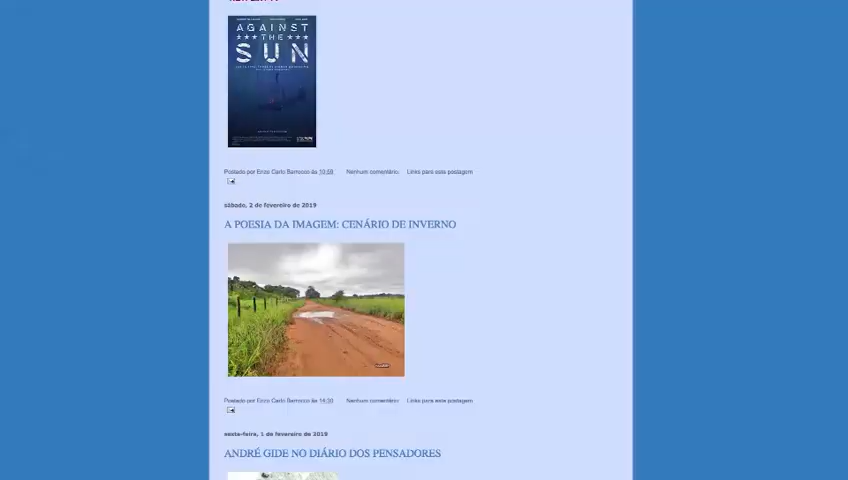 AGAINST
THE
SUN
Postado por Enzo Carlo Barrocco às 10:59 Nenhum comentário: Links para esta postagem
sábado, 2 de fevereiro de 2019
A POESIA DA IMAGEM: CENÁRIO DE INVERNO
Postado por Enzo Carlo Barrocco às 14:30 Nenhum comentário: Links para esta postagem
sexta-feira, 1 de fevereiro de 2019
ANDRÉ GIDE NO DIÁRIO DOS PENSADORES